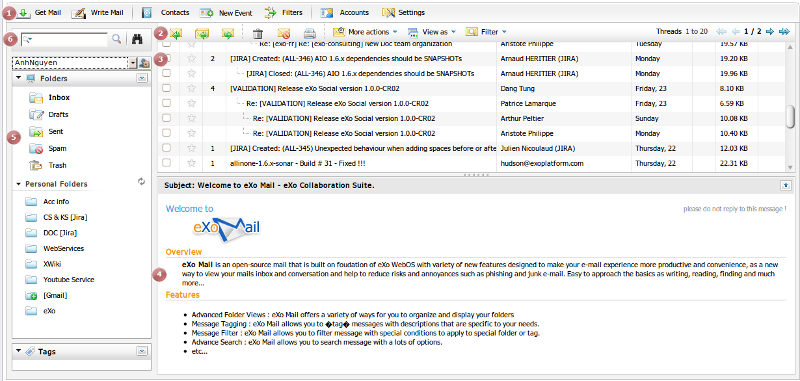 1 Get Mail Write Mail Contacts New Event Filters Accounts Settings
6
2 More actions View as Filter Threads 1 to 20 1 / 2
AnhNguyen
Folders
Inbox
Drafts
5 Sent
Spam
Trash
Personal Folders
Acc info
CS & KS [Jira]
DOC [Jira]
WebServices
XWiki
Youtube Service
[Gmail]
eXo
Tags
Re: [exo-fr] Re: [exo-consulting] New Doc team organization Aristote Philippe Tuesday 19.57 KB
3 2 [JIRA] Created: (ALL-346) AIO 1.6.x dependencies should be SNAPSHOTs Arnaud HERITIER (JIRA) Monday 19.20 KB
[JIRA] Closed: (ALL-346) AIO 1.6.x dependencies should be SNAPSHOTs Arnaud HERITIER (JIRA) Monday 19.96 KB
4 [VALIDATION] Release eXo Social version 1.0.0-CR02 Dang Tung Friday, 23 8.10 KB
Re: [VALIDATION] Release eXo Social version 1.0.0-CR02 Patrice Lamarque Friday, 23 6.59 KB
Re: [VALIDATION] Release eXo Social version 1.0.0-CR02 Arthur Peltier Sunday 10.08 KB
Re: [VALIDATION] Release eXo Social version 1.0.0-CR02 Aristote Philippe Monday 10.40 KB
1 [JIRA] Created: (ALL-345) Unexpected behaviour when adding spaces before or afte Julien Nicoulaud (JIRA) Thursday, 22 12.03 KB
1 allinone-1.6.x-sonar - Build # 31 - Fixed !!! hudson@exoplatform.com Thursday, 22 22.31 KB
Subject: Welcome to eXo Mail - eXo Collaboration Suite.
Welcome to please do not reply to this message !
eXo Mail
Overview
4 eXo Mail is an open-source mail that is built on foudation of eXo WebOS with variety of new features designed to make your e-mail experience more productive and convenience, as a new
way to view your mails inbox and conversation and help to reduce risks and annoyances such as phishing and junk e-mail. Easy to approach the basics as writing, reading, finding and much
more...
Features
• Advanced Folder Views : eXo Mail offers a variety of ways for you to organize and display your folders
• Message Tagging : eXo Mail allows you to �tag� messages with descriptions that are specific to your needs.
• Message Filter : eXo Mail allows you to filter message with special conditions to apply to special folder or tag.
• Advance Search : eXo Mail allows you to search message with a lots of options.
• etc...